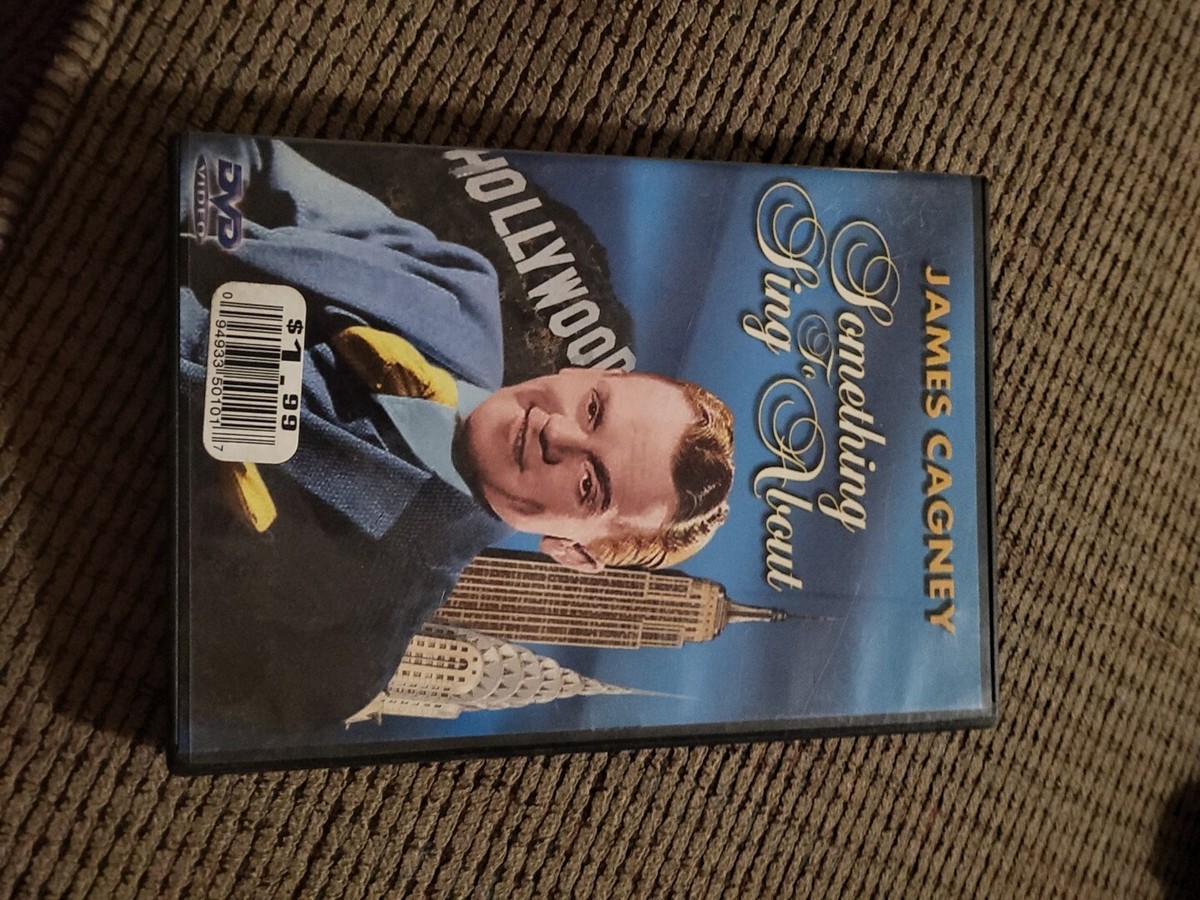 JAMES CAGNEY
Something
To
Sing About
HOLLYWOOD
$1.99
0 94933 50101 7
DVD
VIDEO